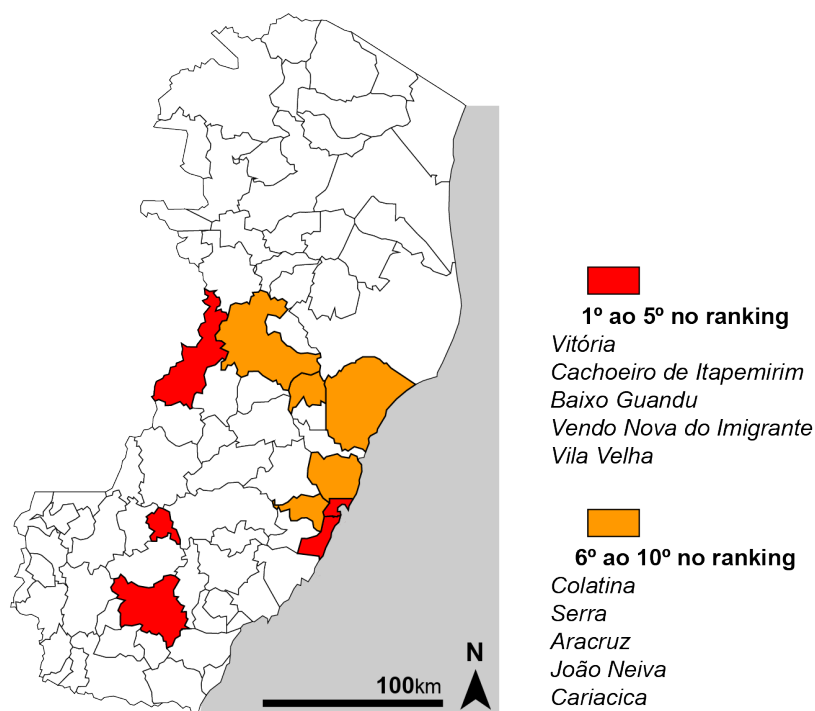 1º ao 5º no ranking
Vitória
Cachoeiro de Itapemirim
Baixo Guandu
Vendo Nova do Imigrante
Vila Velha
6º ao 10º no ranking
Colatina
Serra
Aracruz
João Neiva
Cariacica
N
100km